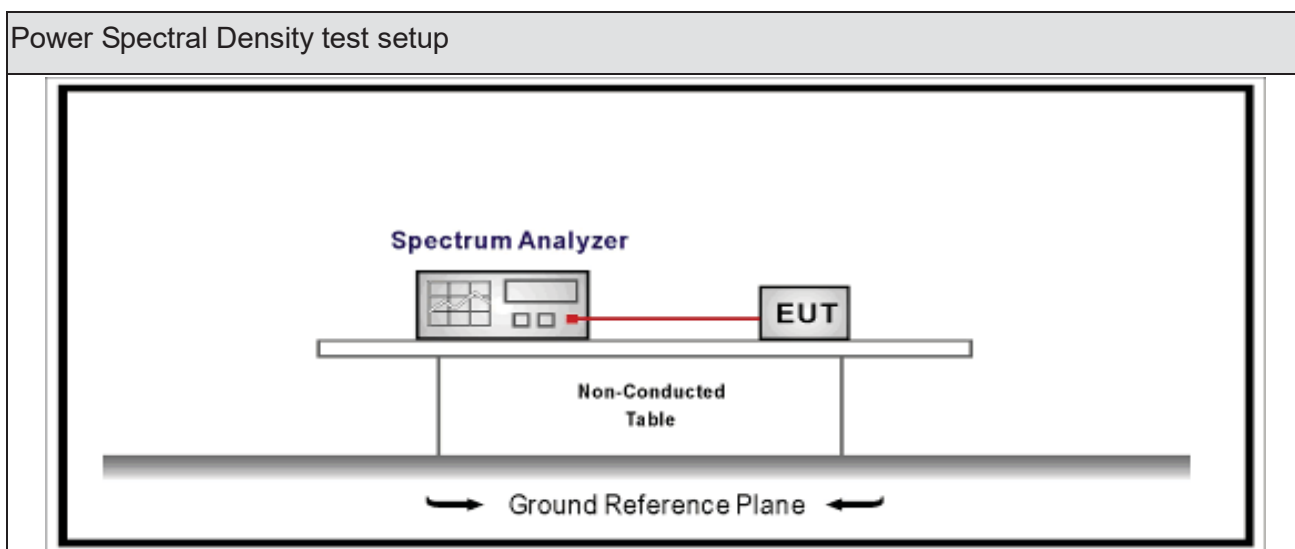 Power Spectral Density test setup
Spectrum Analyzer
EUT
Non-Conducted
Table
Ground Reference Plane